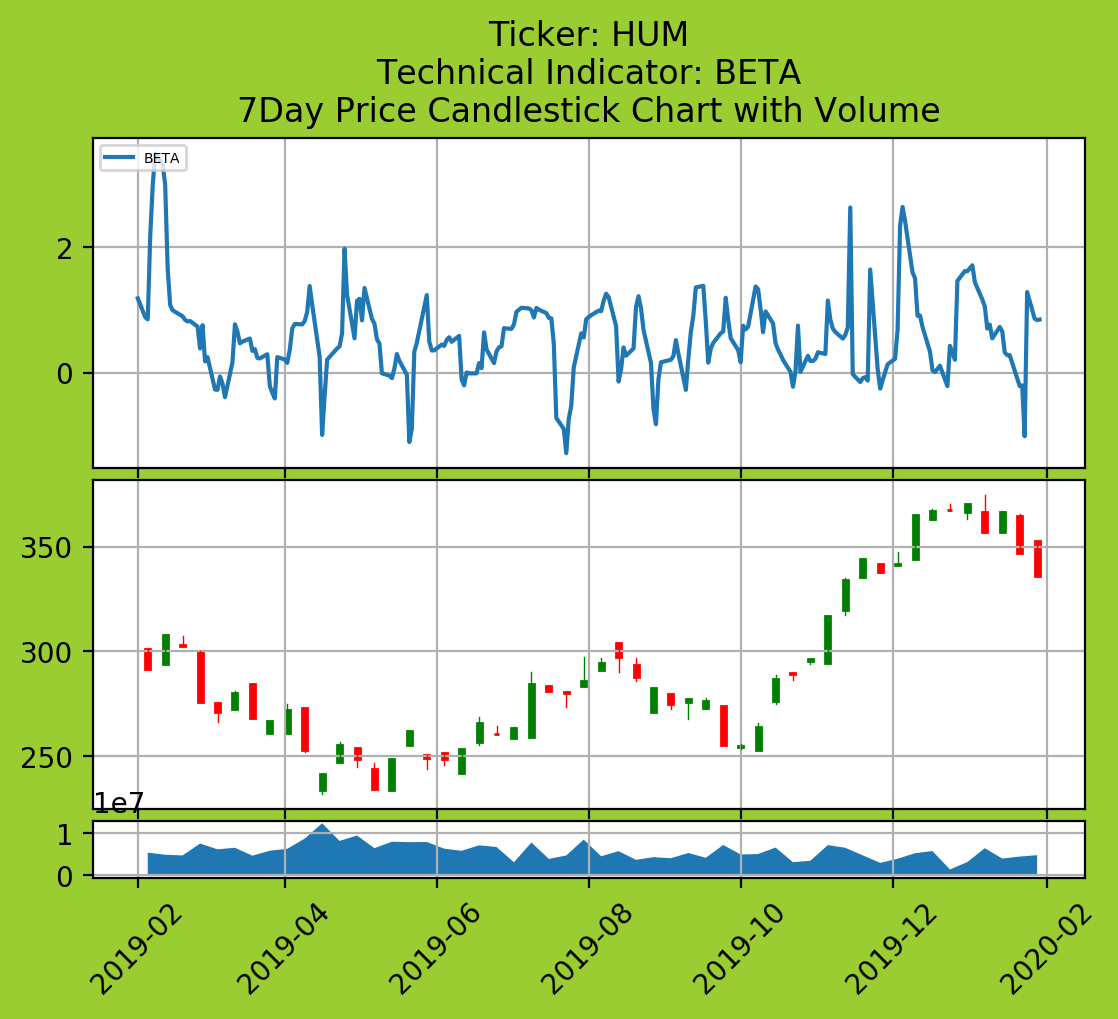 Ticker: HUM
Technical Indicator: BETA
7Day Price Candlestick Chart with Volume
BETA
2
0
350
300
250
1e7
1
0
2019-02
2019-04
2019-06
2019-08
2019-10
2019-12
2020-02